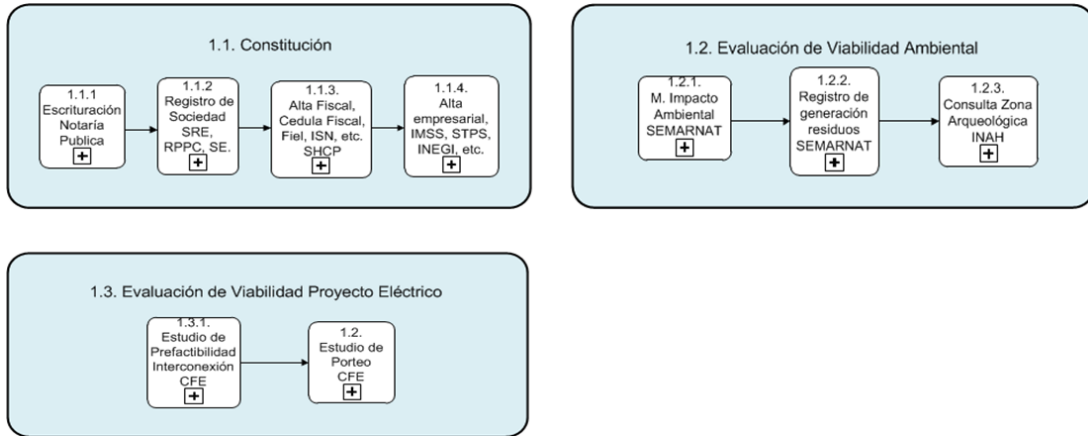 1.1. Constitución
1.1.1
Escrituración
Notaría
Publica
1.1.2
Registro de
Sociedad
SRE,
RPPC, SE.
1.1.3.
Alta Fiscal,
Cedula Fiscal,
Fiel, ISN, etc.
SHCP
1.1.4.
Alta
empresarial,
IMSS, STPS,
INEGI, etc.
1.2. Evaluación de Viabilidad Ambiental
1.2.1.
M. Impacto
Ambiental
SEMARNAT
1.2.2.
Registro de
generación
residuos
SEMARNAT
1.2.3.
Consulta Zona
Arqueológica
INAH
1.3. Evaluación de Viabilidad Proyecto Eléctrico
1.3.1.
Estudio de
Prefactibilidad
Interconexión
CFE
1.2.
Estudio de
Porteo
CFE